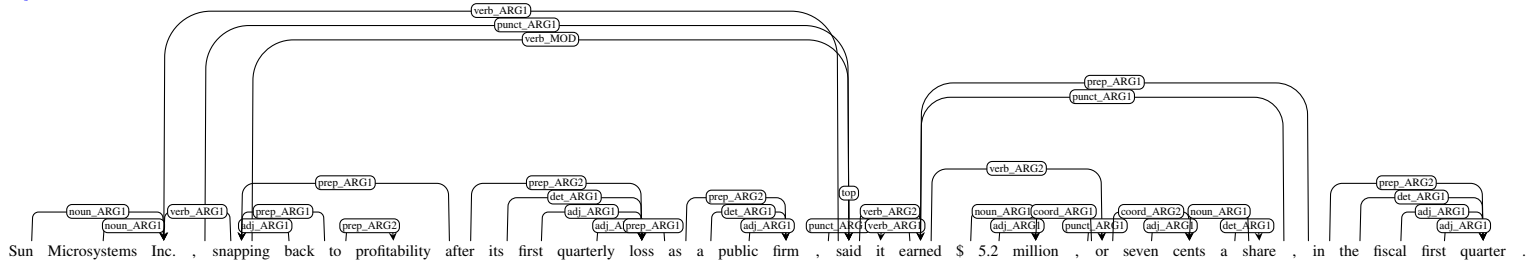 verb_ARG1
punct_ARG1
verb_MOD
prep_ARG1
punct_ARG1
verb_ARG2
prep_ARG1 prep_ARG2 prep_ARG2
top
det_ARG1 prep_ARG2 det_ARG1
noun_ARG1 verb_ARG1 prep_ARG1 adj_ARG1 det_ARG1 verb_ARG2 noun_ARG1 coord_ARG1 coord_ARG2 noun_ARG1 adj_ARG1
noun_ARG1 adj_ARG1 prep_ARG2 adj_A prep_ARG1 adj_ARG1 punct_ARG verb_ARG1 adj_ARG1 punct_ARG1 adj_ARG1 det_ARG1 adj_ARG1
Sun Microsystems Inc. , snapping back to profitability after its first quarterly loss as a public firm , said it earned $ 5.2 million , or seven cents a share , in the fiscal first quarter .